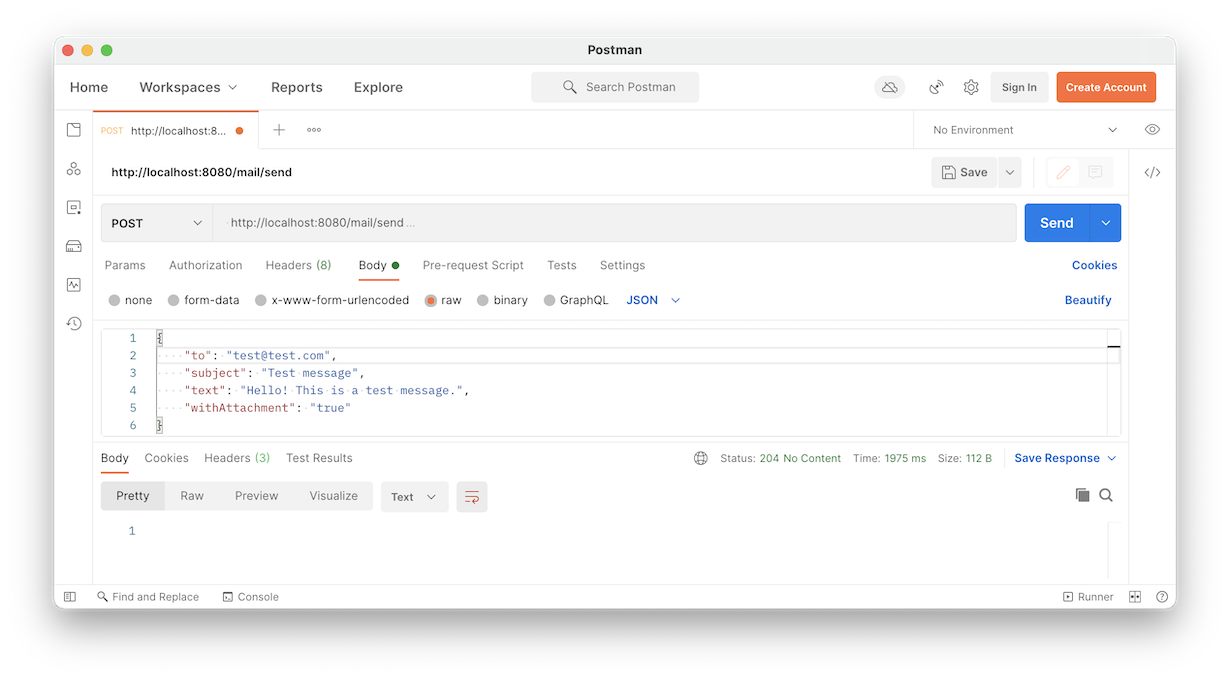 Postman
Home Workspaces Reports Explore Search Postman Sign In Create Account
POST http://localhost:8... No Environment
http://localhost:8080/mail/send Save
POST http://localhost:8080/mail/send ... Send
Params Authorization Headers (8) Body Pre-request Script Tests Settings Cookies
none form-data x-www-form-urlencoded raw binary GraphQL JSON Beautify
1 {
2 "to": "test@test.com",
3 "subject": "Test message",
4 "text": "Hello! This is a test message.",
5 "withAttachment": "true"
6 }
Body Cookies Headers (3) Test Results Status: 204 No Content Time: 1975 ms Size: 112 B Save Response
Pretty Raw Preview Visualize Text
1
Find and Replace Console Runner